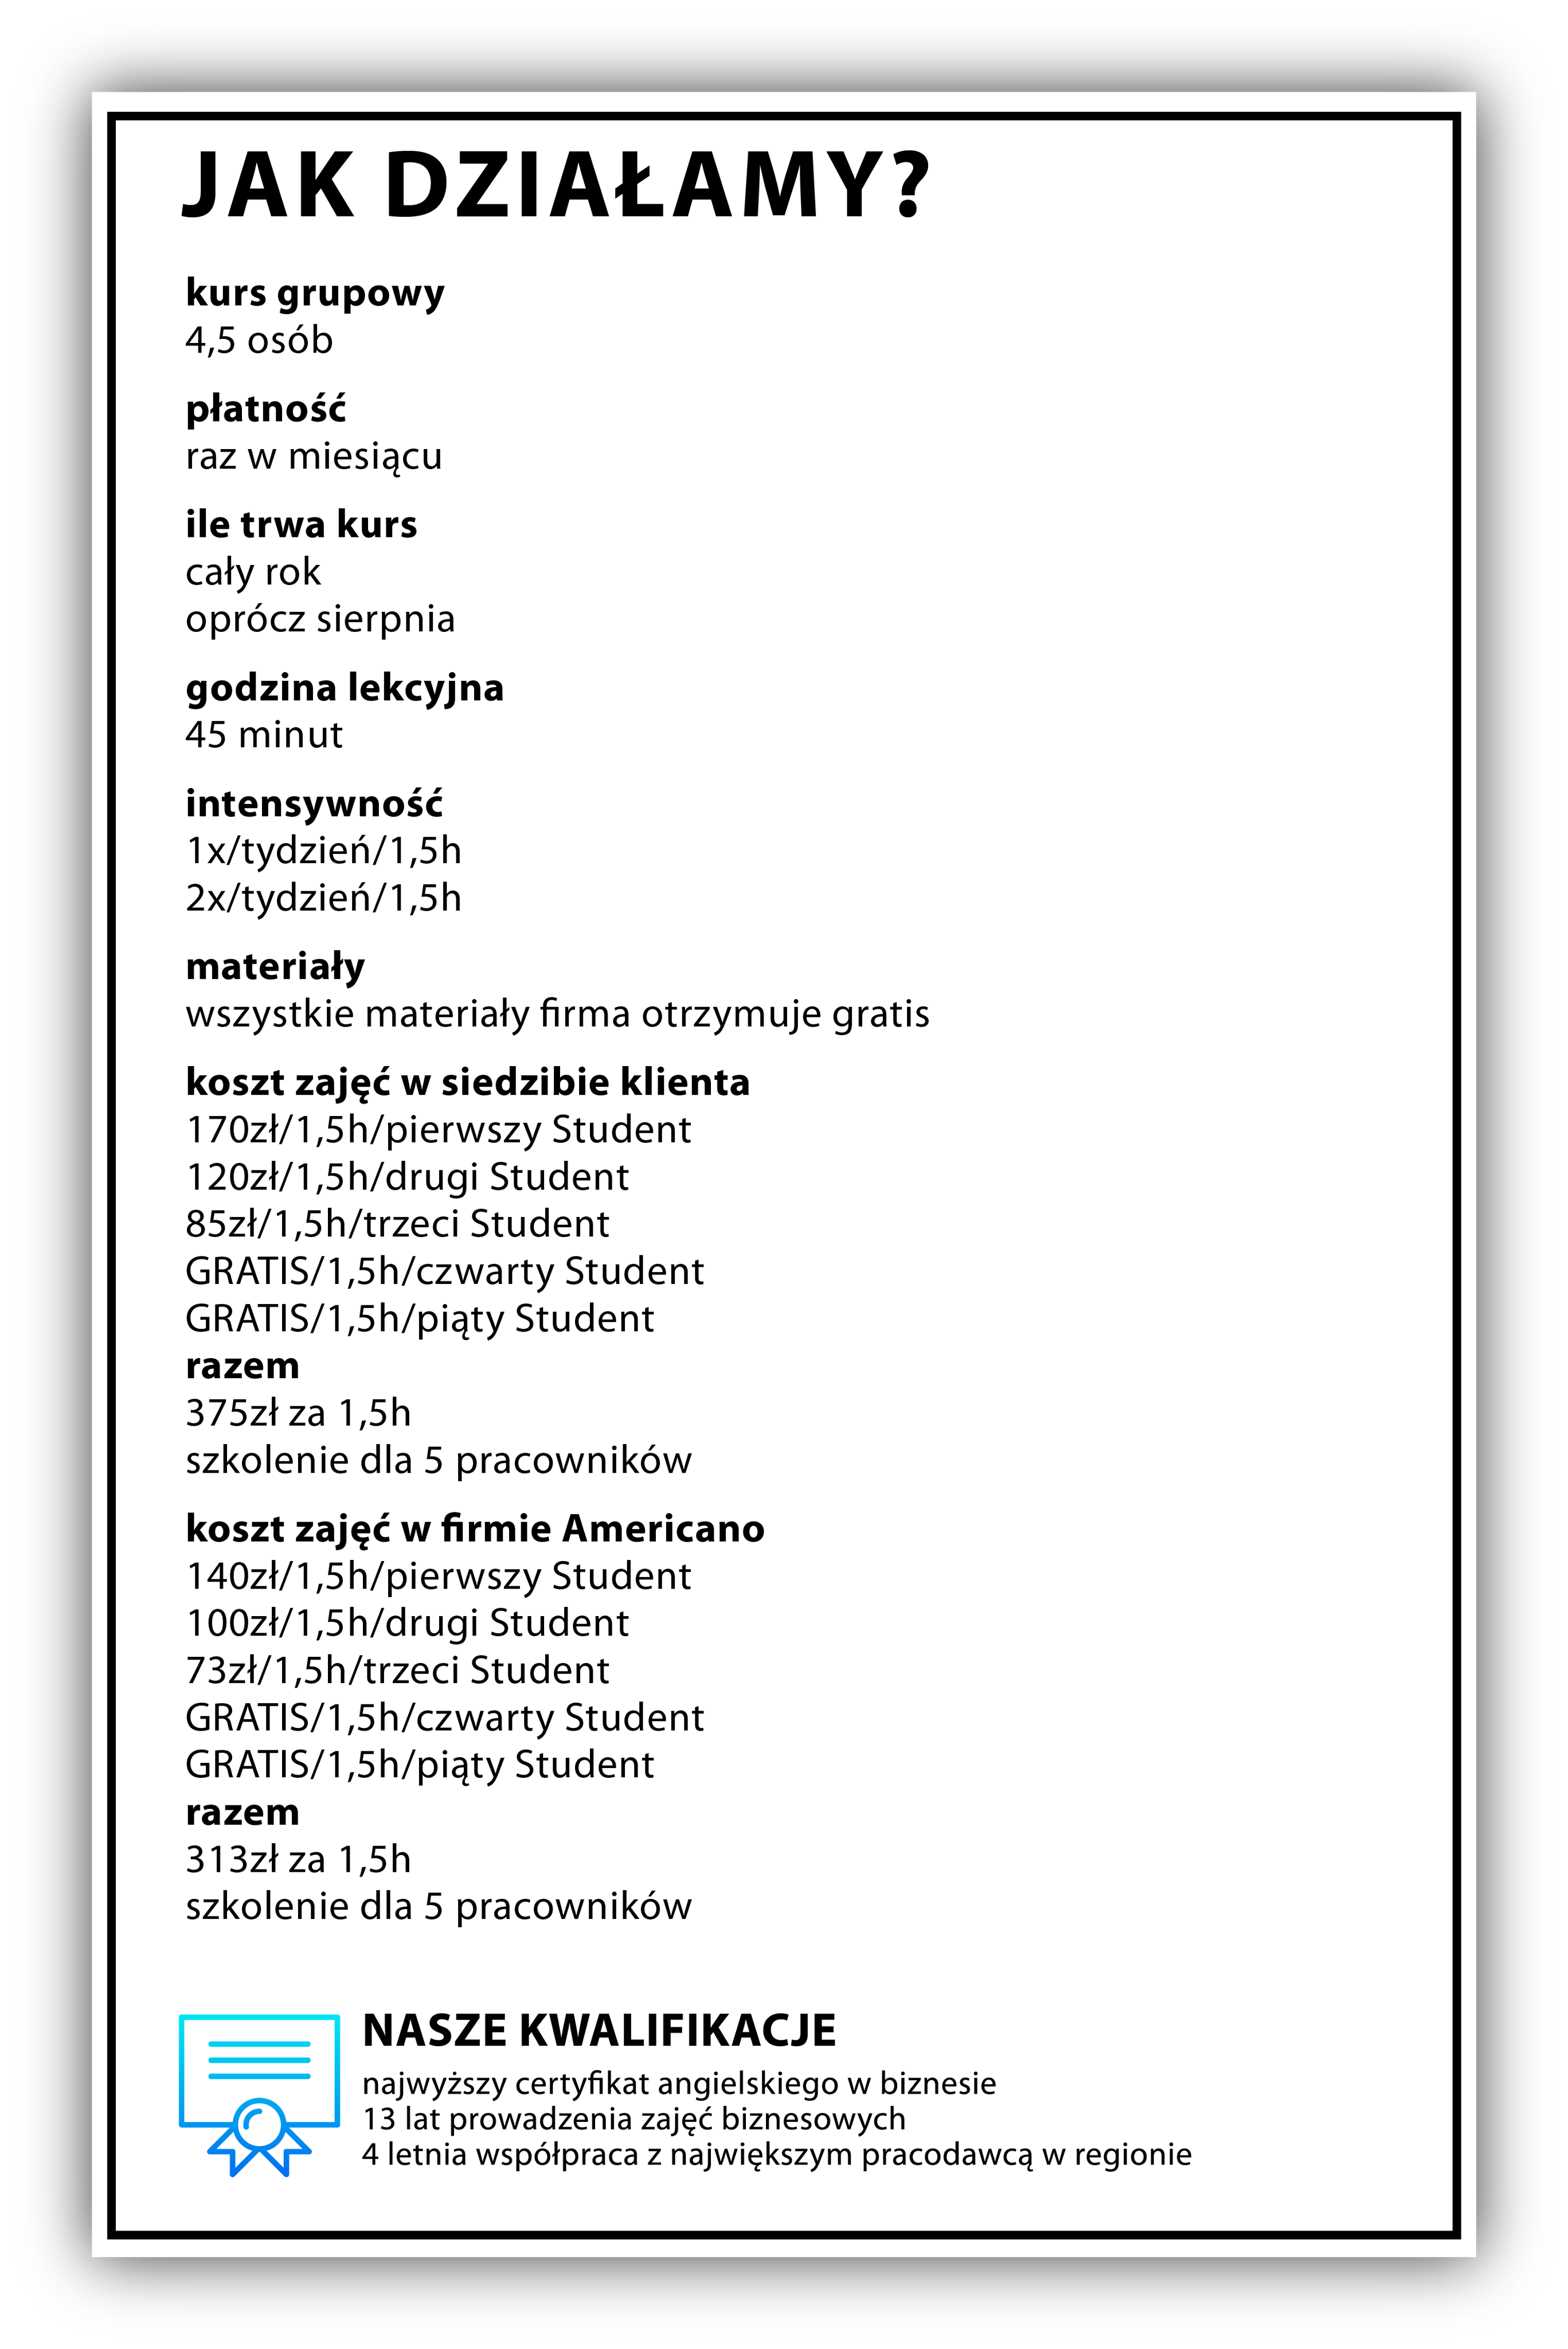 JAK DZIAŁAMY?
kurs grupowy
4,5 osób
płatność
raz w miesiącu
ile trwa kurs
cały rok
oprócz sierpnia
godzina lekcyjna
45 minut
intensywność
1x/tydzień/1,5h
2x/tydzień/1,5h
materiały
wszystkie materiały firma otrzymuje gratis
koszt zajęć w siedzibie klienta
170zł/1,5h/pierwszy Student
120zł/1,5h/drugi Student
85zł/1,5h/trzeci Student
GRATIS/1,5h/czwarty Student
GRATIS/1,5h/piąty Student
razem
375zł za 1,5h
szkolenie dla 5 pracowników
koszt zajęć w firmie Americano
140zł/1,5h/pierwszy Student
100zł/1,5h/drugi Student
73zł/1,5h/trzeci Student
GRATIS/1,5h/czwarty Student
GRATIS/1,5h/piąty Student
razem
313zł za 1,5h
szkolenie dla 5 pracowników
NASZE KWALIFIKACJE
najwyższy certyfikat angielskiego w biznesie
13 lat prowadzenia zajęć biznesowych
4 letnia współpraca z największym pracodawcą w regionie